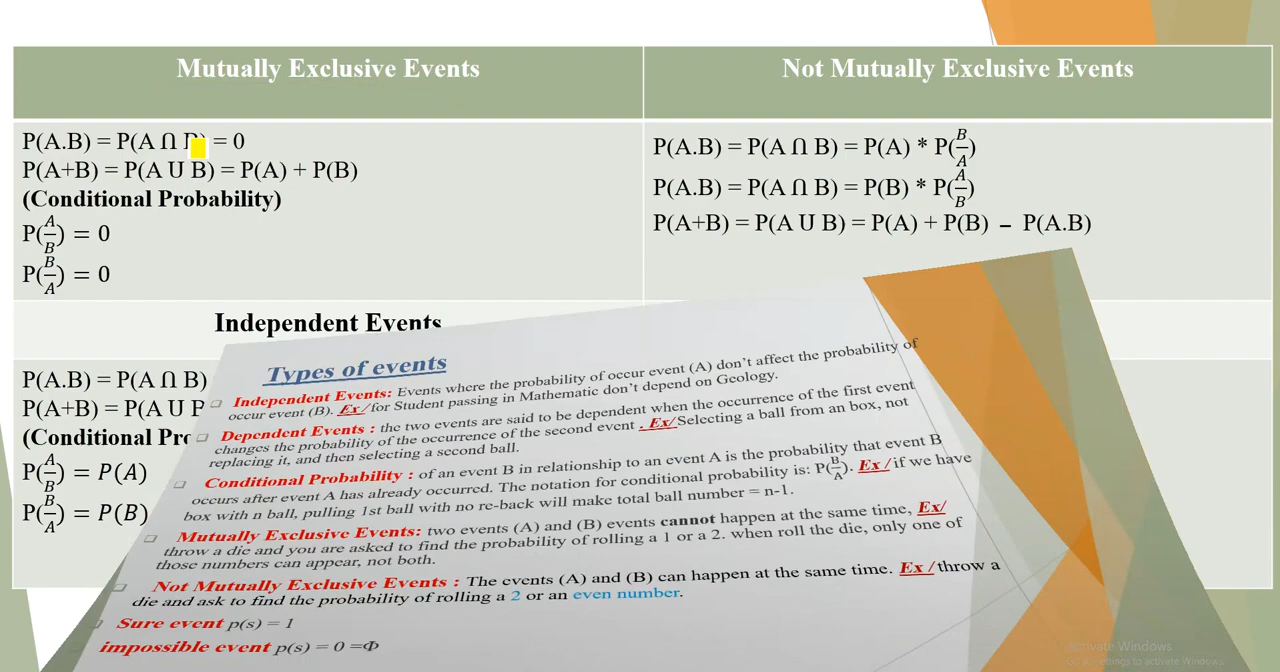 Mutually Exclusive Events
Not Mutually Exclusive Events
P(A.B) = P(A ∩ B) = 0
P(A+B) = P(A U B) = P(A) + P(B)
(Conditional Probability)
P(A/B) = 0
P(B/A) = 0
P(A.B) = P(A ∩ B) = P(A) * P(B/A)
P(A.B) = P(A ∩ B) = P(B) * P(A/B)
P(A+B) = P(A U B) = P(A) + P(B) – P(A.B)
Independent Events
P(A.B) = P(A ∩ B)
P(A+B) = P(A U
(Conditional
P(A/B) = P(A)
P(B/A) = P(B)
Types of events
Independent Events: Events where the probability of occur event (A) don't affect the probability of
occur event (B). Ex/ for Student passing in Mathematic don't depend on Geology.
Dependent Events : the two events are said to be dependent when the occurrence of the first event
changes the probability of the occurrence of the second event . Ex/ Selecting a ball from an box, not
replacing it, and then selecting a second ball.
Conditional Probability : of an event B in relationship to an event A is the probability that event B
occurs after event A has already occurred. The notation for conditional probability is: P(B/A). Ex / if we have
box with n ball, pulling 1st ball with no re-back will make total ball number = n-1.
Mutually Exclusive Events: two events (A) and (B) events cannot happen at the same time, Ex/
throw a die and you are asked to find the probability of rolling a 1 or a 2. when roll the die, only one of
those numbers can appear, not both.
Not Mutually Exclusive Events : The events (A) and (B) can happen at the same time. Ex / throw a
die and ask to find the probability of rolling a 2 or an even number.
Sure event p(s) = 1
impossible event p(s) = 0 =Φ
Activate Windows
Go to Settings to activate Windows.